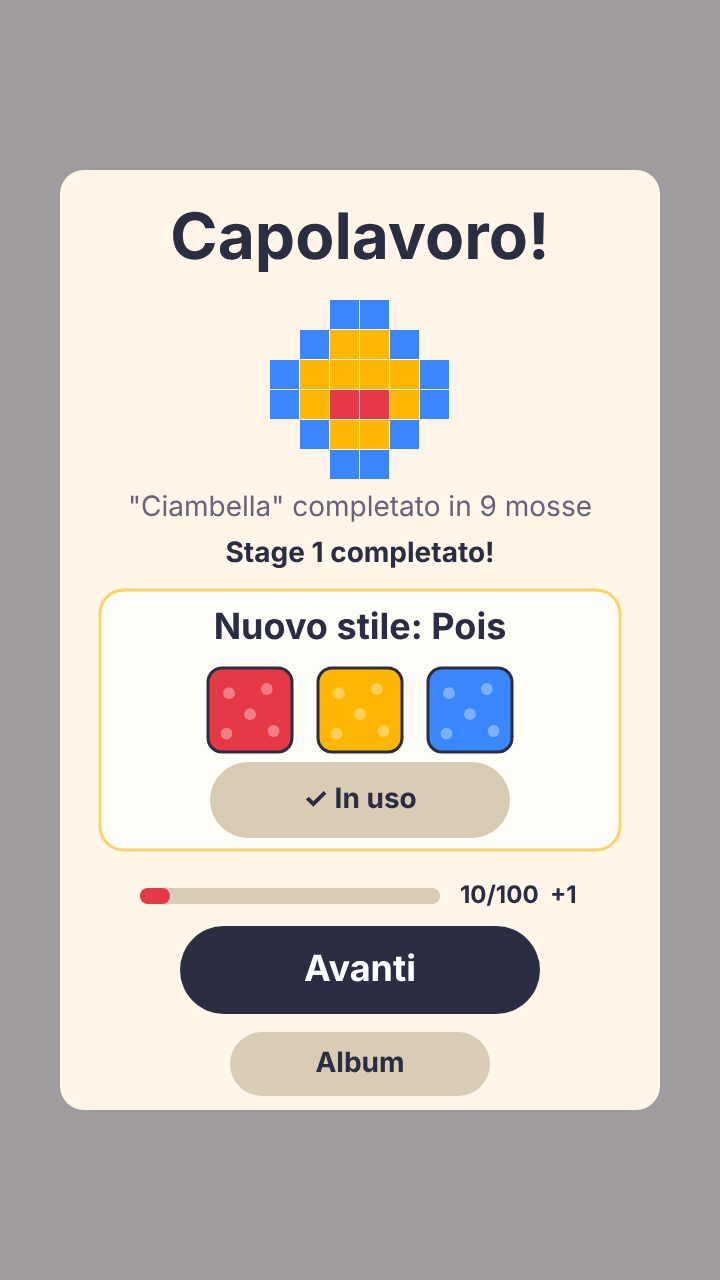 Capolavoro!
"Ciambella" completato in 9 mosse
Stage 1 completato!
Nuovo stile: Pois
✓ In uso
10/100 +1
Avanti
Album